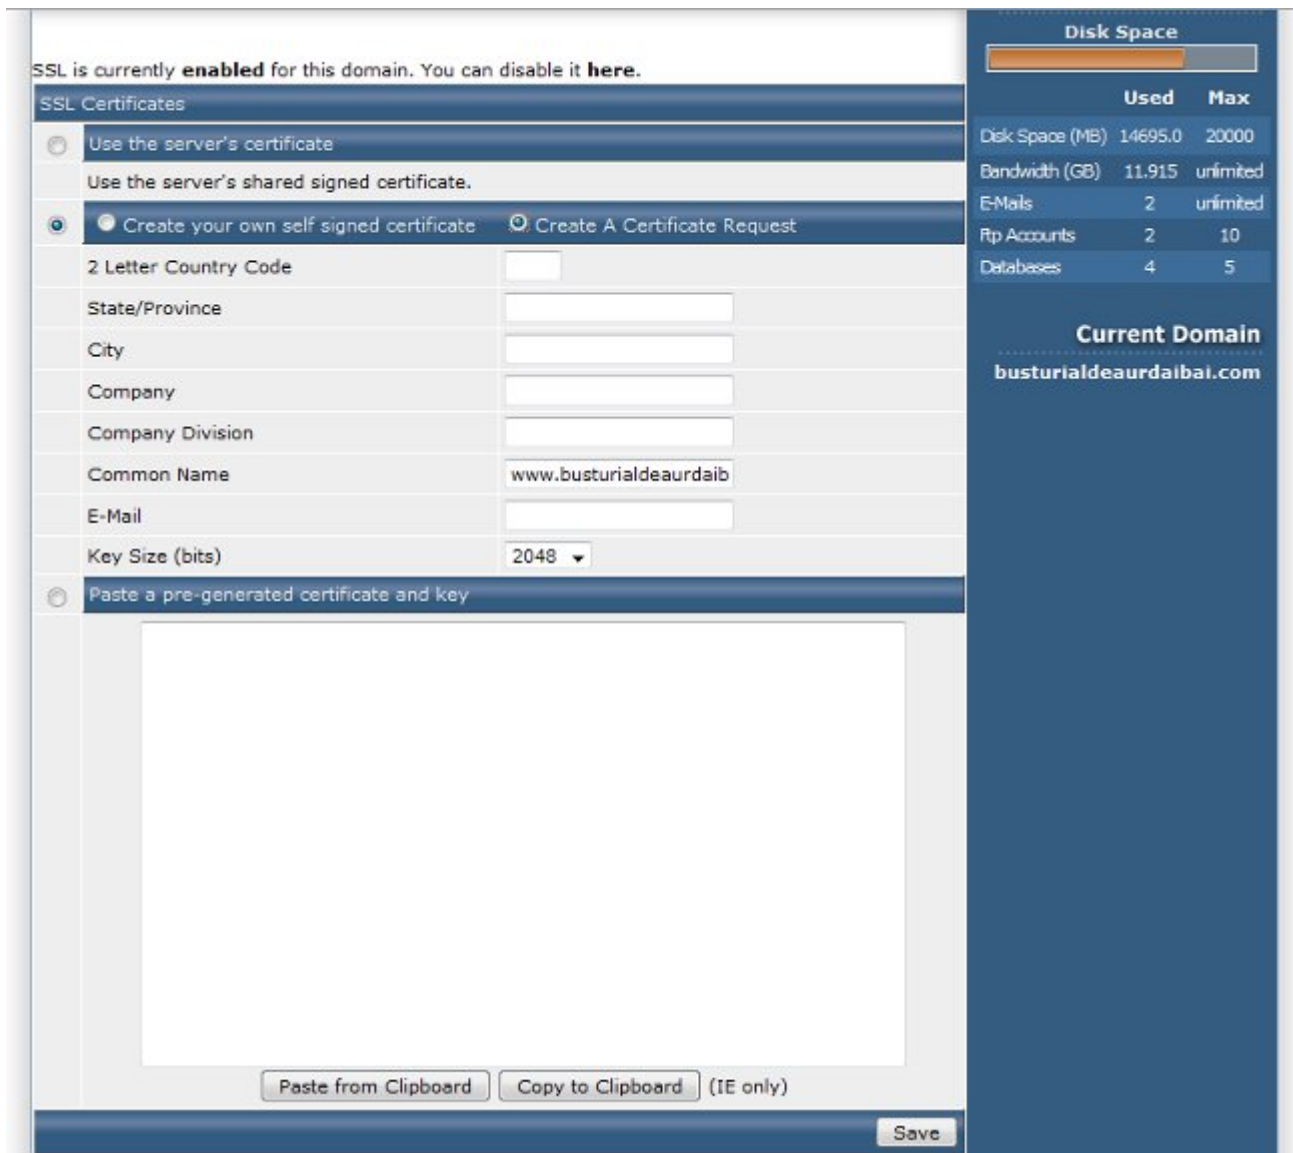 SSL is currently enabled for this domain. You can disable it here.
SSL Certificates
Use the server's certificate
Use the server's shared signed certificate.
Create your own self signed certificate Create A Certificate Request
2 Letter Country Code
State/Province
City
Company
Company Division
Common Name www.busturialdeaurdaib
E-Mail
Key Size (bits) 2048
Paste a pre-generated certificate and key
Paste from Clipboard Copy to Clipboard (IE only)
Save
Disk Space
Used Max
Disk Space (MB) 14695.0 20000
Bandwidth (GB) 11.915 unlimited
E-Mails 2 unlimited
Ftp Accounts 2 10
Databases 4 5
Current Domain
busturialdeaurdaibai.com